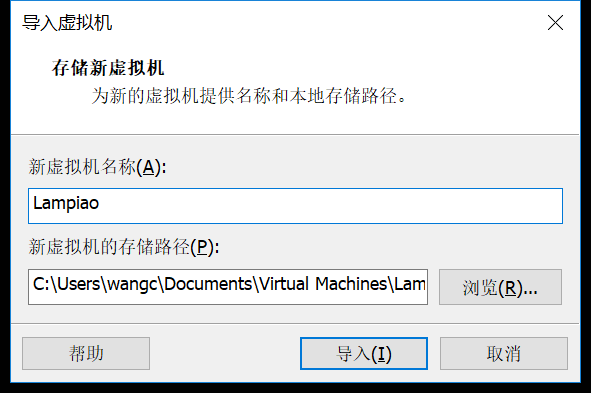 导入虚拟机
存储新虚拟机
为新的虚拟机提供名称和本地存储路径。
新虚拟机名称(A):
Lampiao
新虚拟机的存储路径(P):
C:\Users\wangc\Documents\Virtual Machines\Lam
浏览(R)...
帮助
导入(I)
取消